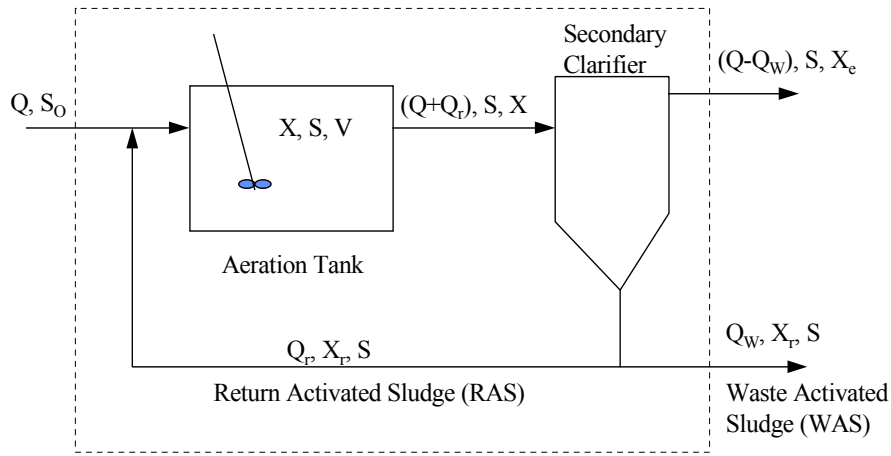 Secondary
Clarifier
(Q-Q_W), S, X_e
Q, S_O
X, S, V
(Q+Q_r), S, X
Aeration Tank
Q_r, X_r, S
Q_W, X_r, S
Return Activated Sludge (RAS)
Waste Activated
Sludge (WAS)